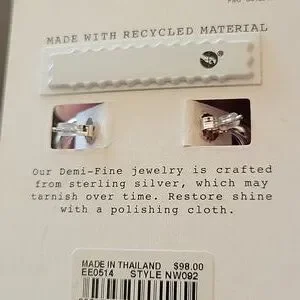 MADE WITH RECYCLED MATERIAL
Our Demi-Fine jewelry is crafted
from sterling silver, which may
tarnish over time. Restore shine
with a polishing cloth.
MADE IN THAILAND $98.00
EE0514 STYLE NW092